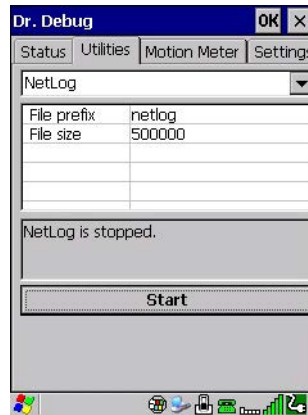 Dr. Debug OK
Status Utilities Motion Meter Settings
NetLog
File prefix netlog
File size 500000
NetLog is stopped.
Start